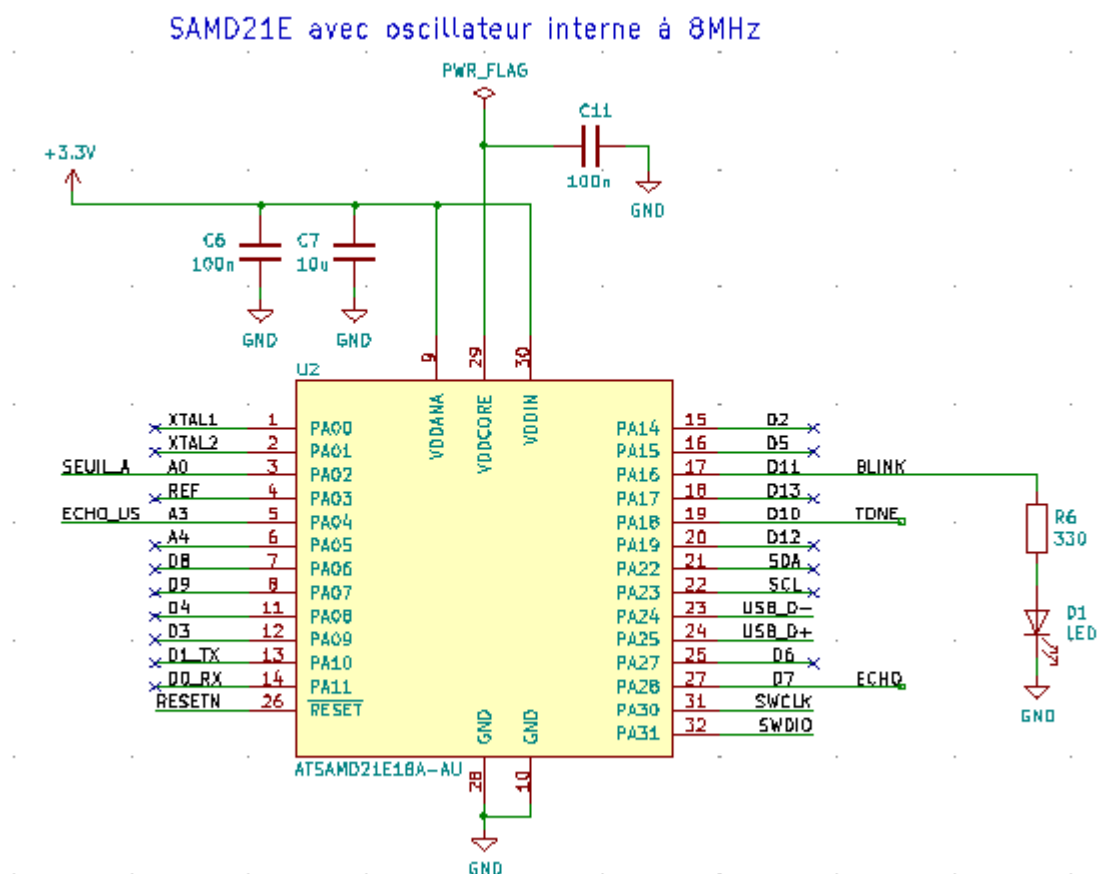 SAMD21E avec oscillateur interne à 8MHz
PWR_FLAG
C11
100n
GND
+3.3V
C6
100n
C7
10u
GND
GND
U2
9
29
30
VDDANA
VDDCORE
VDDIN
XTAL1 1 PA00
XTAL2 2 PA01
SEUIL_A A0 3 PA02
REF 4 PA03
ECHO_US A3 5 PA04
A4 6 PA05
D8 7 PA06
D9 8 PA07
D4 11 PA08
D3 12 PA09
D1_TX 13 PA10
D0_RX 14 PA11
RESETN 26 RESET
PA14 15 D2
PA15 16 D5
PA16 17 D11 BLINK
PA17 18 D13
PA18 19 D10 TONE
PA19 20 D12
PA22 21 SDA
PA23 22 SCL
PA24 23 USB_D-
PA25 24 USB_D+
PA27 25 D6
PA28 27 D7 ECHO
PA30 31 SWCLK
PA31 32 SWDIO
R6
330
D1
LED
GND
GND
GND
ATSAMD21E18A-AU
28
10
GND